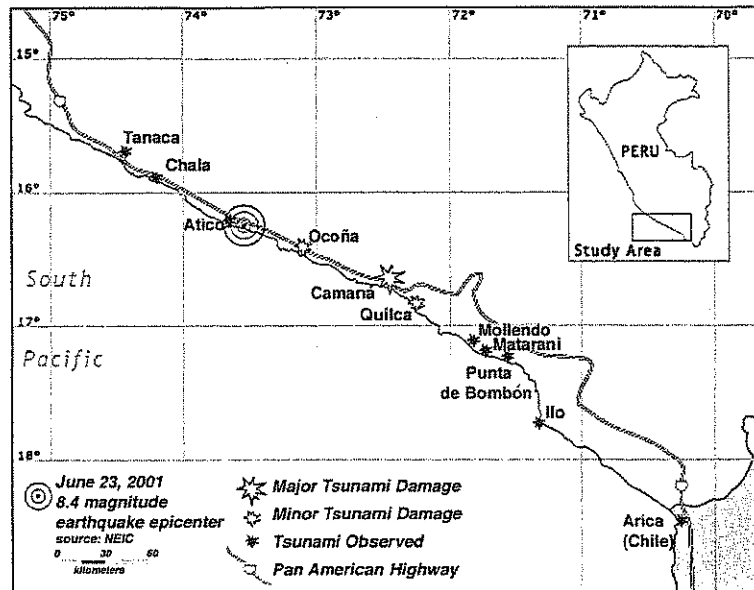 75° 74° 73° 72° 71° 70°
15°
Tanaca
Chala
PERU
16°
Atico
Ocoña
Study Area
South
Camaná
Quilca
17°
Mollendo
Matarani
Pacific
Punta
de Bombón
Ilo
18°
June 23, 2001
8.4 magnitude
earthquake epicenter
source: NEIC
0 30 60
kilometers
Major Tsunami Damage
Minor Tsunami Damage
Tsunami Observed
Pan American Highway
Arica
(Chile)